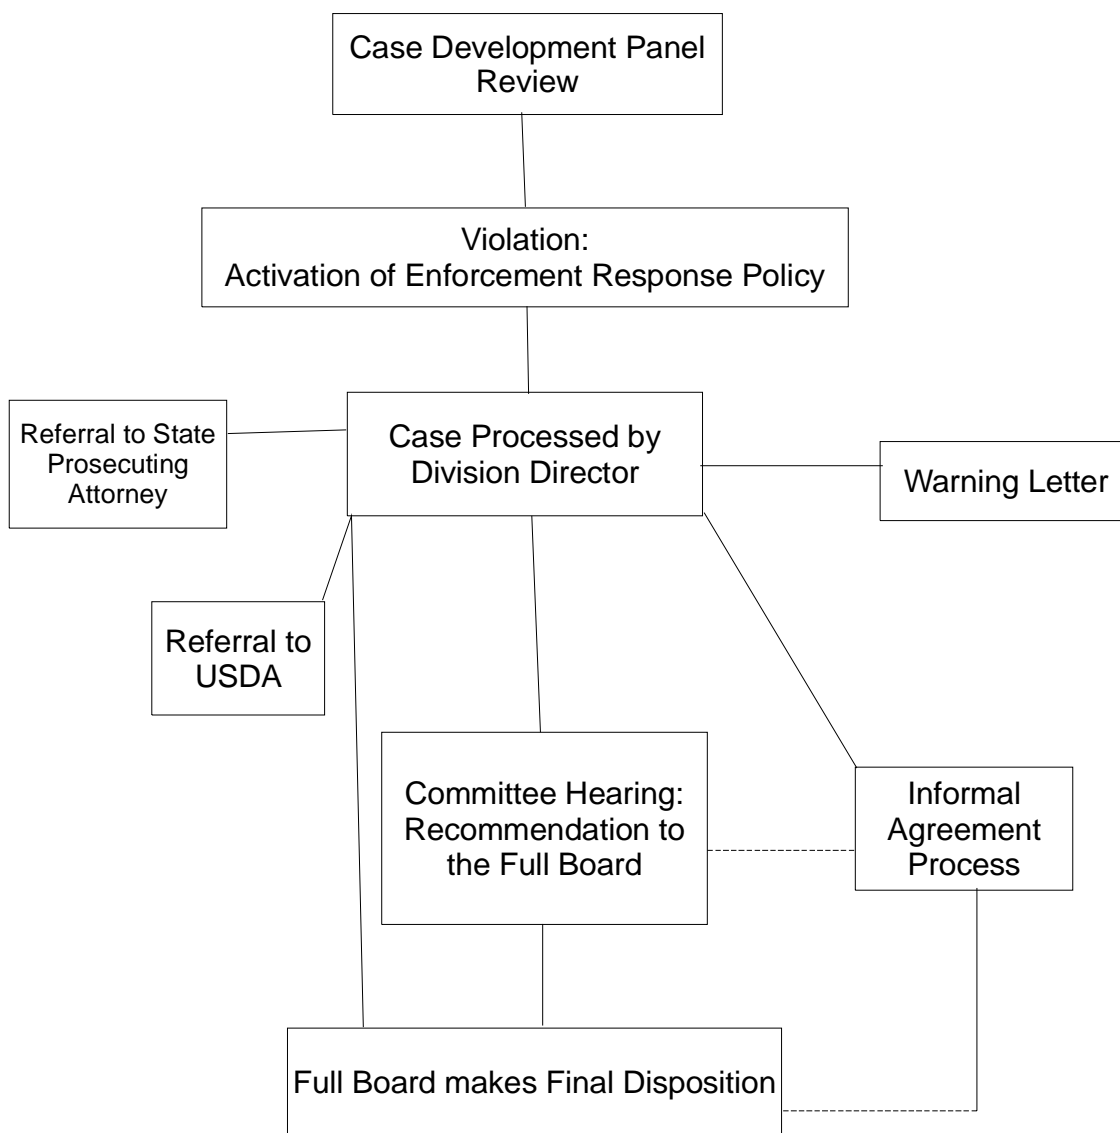 Case Development Panel
Review
Violation:
Activation of Enforcement Response Policy
Referral to State
Prosecuting
Attorney
Case Processed by
Division Director
Warning Letter
Referral to
USDA
Committee Hearing:
Recommendation to
the Full Board
Informal
Agreement
Process
Full Board makes Final Disposition